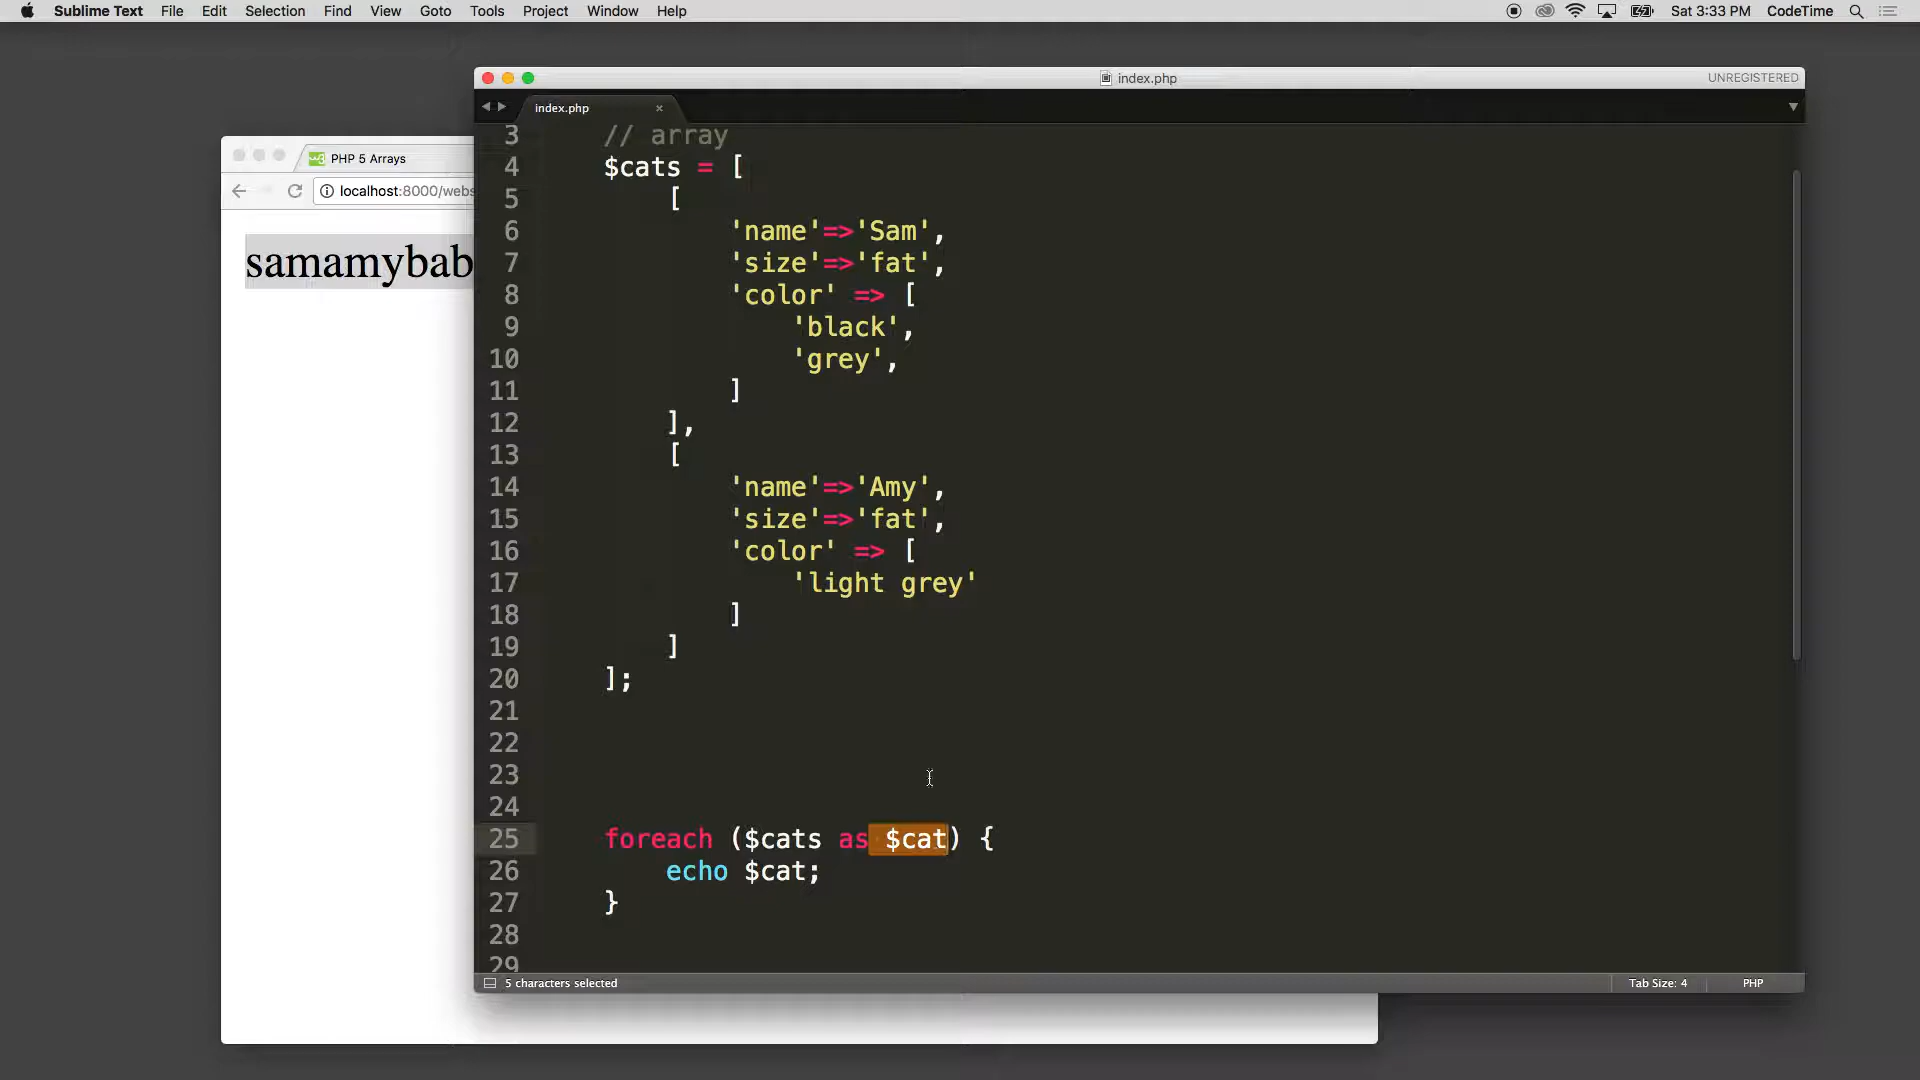 Sublime Text File Edit Selection Find View Goto Tools Project Window Help Sat 3:33 PM CodeTime
index.php UNREGISTERED
index.php ×
PHP 5 Arrays
localhost:8000/webs
samamybab
3 // array
4 $cats = [
5 [
6 'name'=>'Sam',
7 'size'=>'fat',
8 'color' => [
9 'black',
10 'grey',
11 ]
12 ],
13 [
14 'name'=>'Amy',
15 'size'=>'fat',
16 'color' => [
17 'light grey'
18 ]
19 ]
20 ];
21
22
23
24
25 foreach ($cats as $cat) {
26 echo $cat;
27 }
28
29
5 characters selected Tab Size: 4 PHP